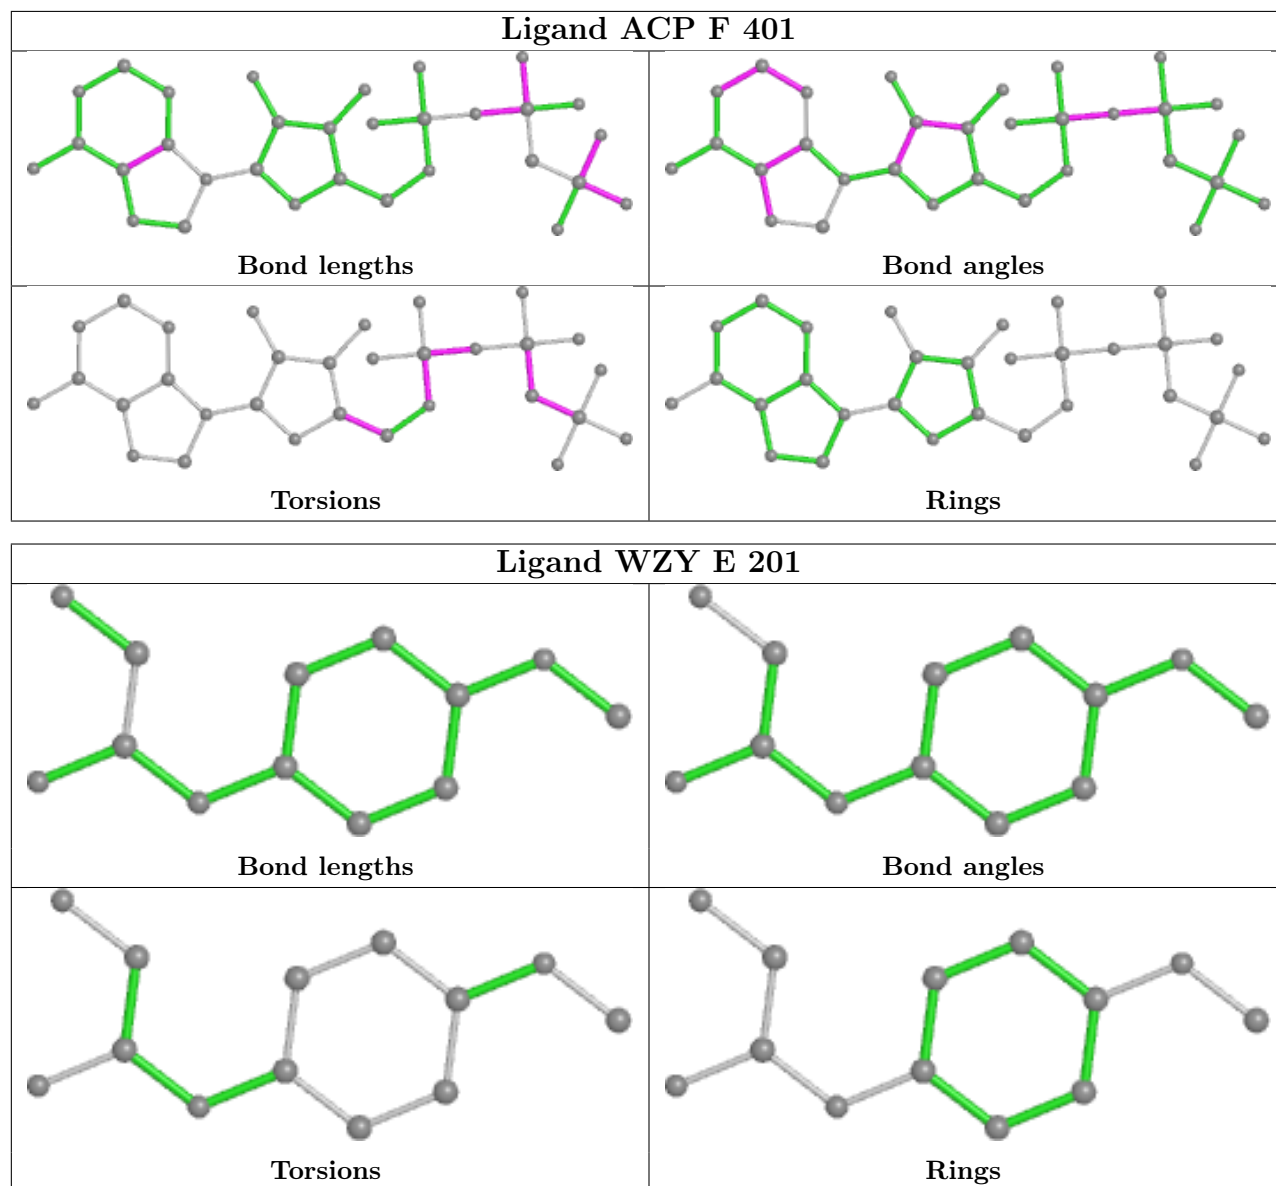 Ligand ACP F 401
Bond lengths
Bond angles
Torsions
Rings
Ligand WZY E 201
Bond lengths
Bond angles
Torsions
Rings